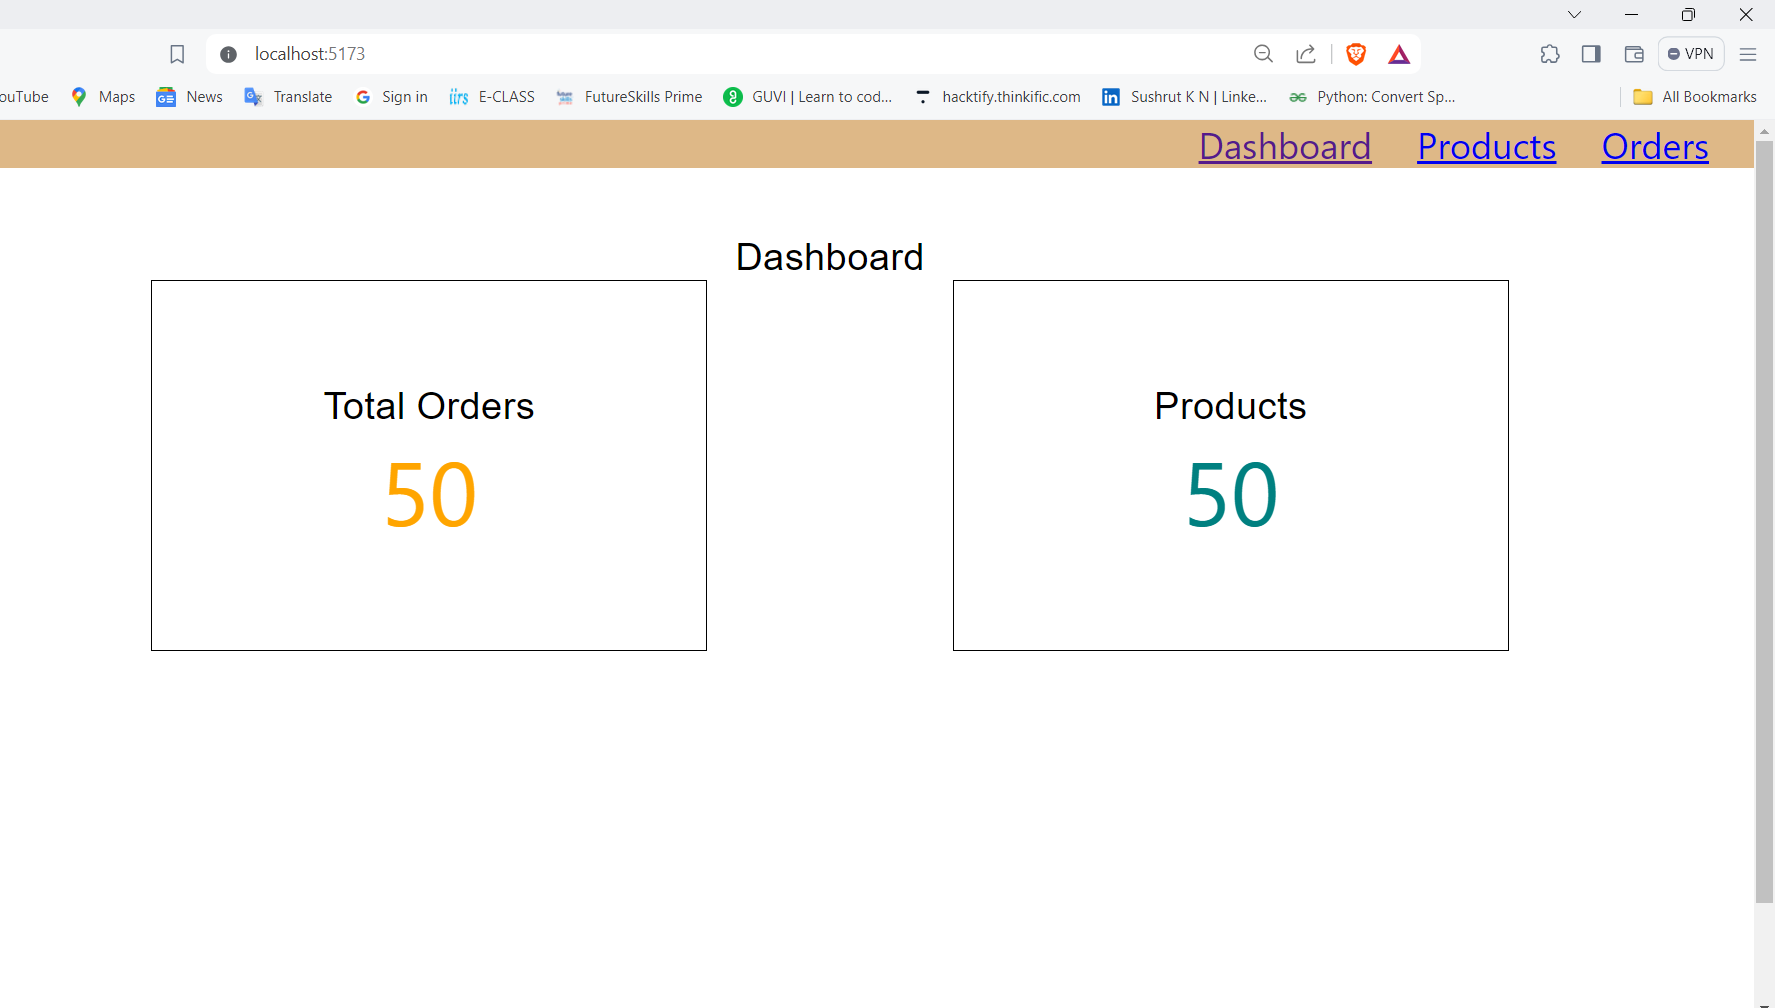 localhost:5173
VPN
ouTube Maps News Translate Sign in E-CLASS FutureSkills Prime GUVI | Learn to cod... hacktify.thinkific.com Sushrut K N | Linke... Python: Convert Sp... All Bookmarks
Dashboard Products Orders
Dashboard
Total Orders
50
Products
50